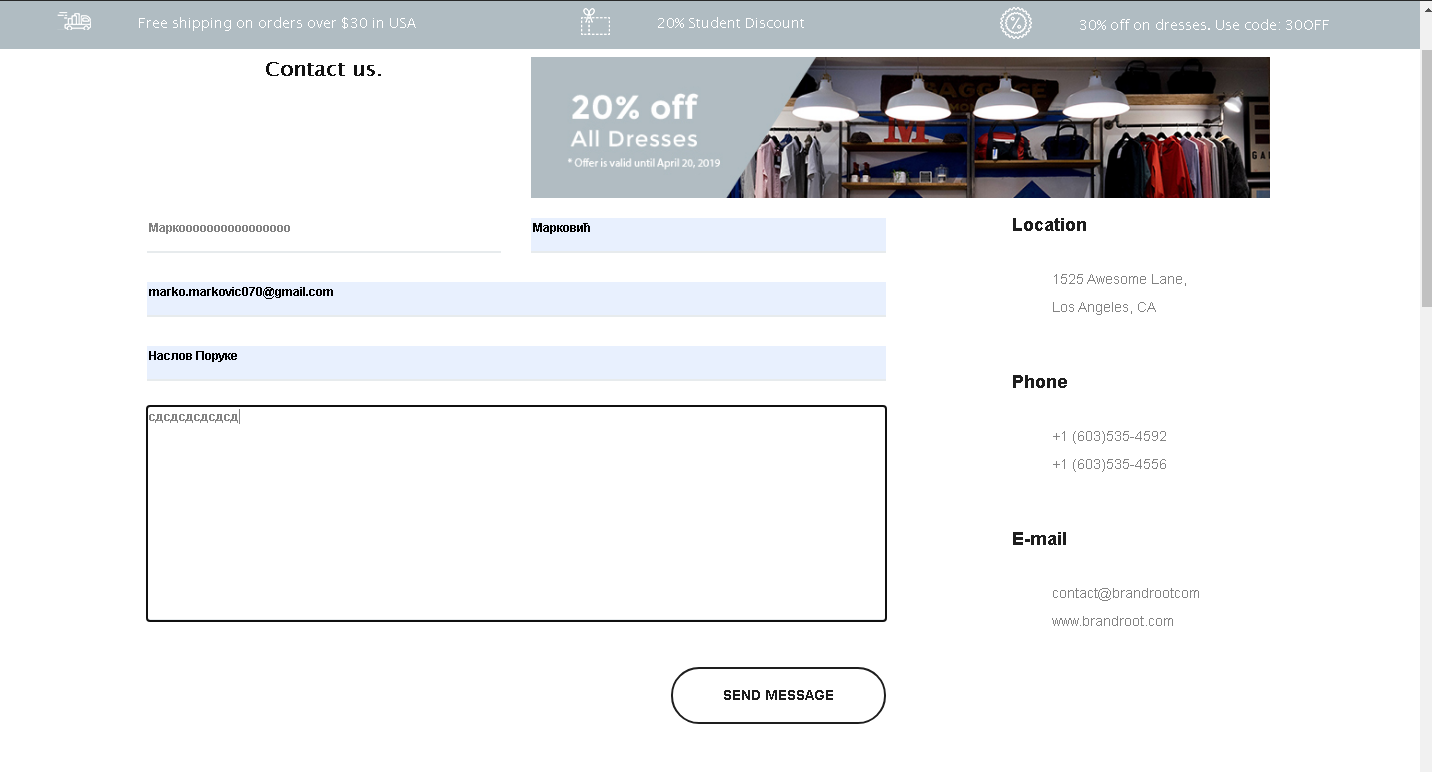 Free shipping on orders over $30 in USA
20% Student Discount
30% off on dresses. Use code: 30OFF
Contact us.
20% off
All Dresses
* Offer is valid until April 20, 2019
BAGGAGE
M
GAL
Маркоооооооооооооооо
Марковић
marko.markovic070@gmail.com
Наслов Поруке
сдсдсдсдсдсд
SEND MESSAGE
Location
1525 Awesome Lane,
Los Angeles, CA
Phone
+1 (603)535-4592
+1 (603)535-4556
E-mail
contact@brandrootcom
www.brandroot.com